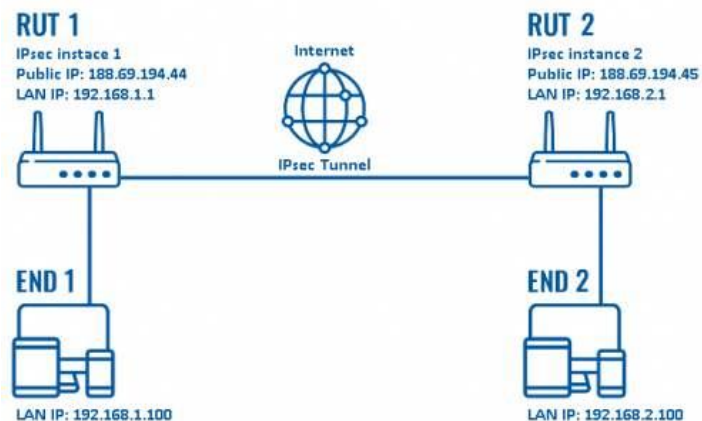 RUT 1
IPsec instace 1
Public IP: 188.69.194.44
LAN IP: 192.168.1.1
Internet
IPsec Tunnel
RUT 2
IPsec instance 2
Public IP: 188.69.194.45
LAN IP: 192.168.2.1
END 1
LAN IP: 192.168.1.100
END 2
LAN IP: 192.168.2.100